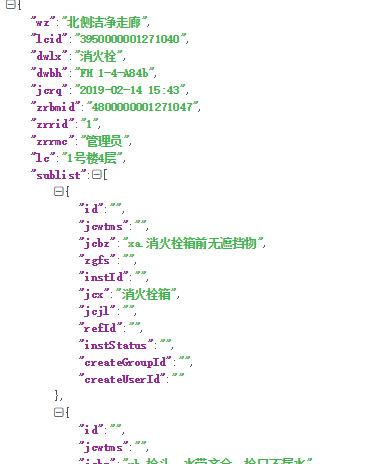 {
"wz":"北侧洁净走廊",
"lcid":"3950000001271040",
"dwlx":"消火栓",
"dwbh":"FH 1-4-A84b",
"jcrq":"2019-02-14 15:43",
"zrbmid":"4800000001271047",
"zrrid":"1",
"zrrmc":"管理员",
"lc":"1号楼4层",
"sublist":[
{
"id":"",
"jcwtms":"",
"jcbz":"xa.消火栓箱前无遮挡物",
"zgfs":"",
"instId":"",
"jcx":"消火栓箱",
"jcjl":"",
"refId":"",
"instStatus":"",
"createGroupId":"",
"createUserId":""
},
{
"id":"",
"jcwtms":"",